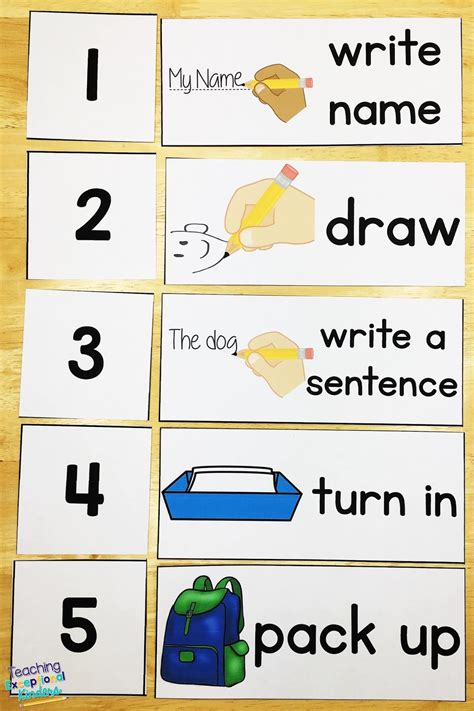 1
My Name
write
name
2
draw
3
The dog
write a
sentence
4
turn in
5
pack up
Teaching
Exceptional
Kinders